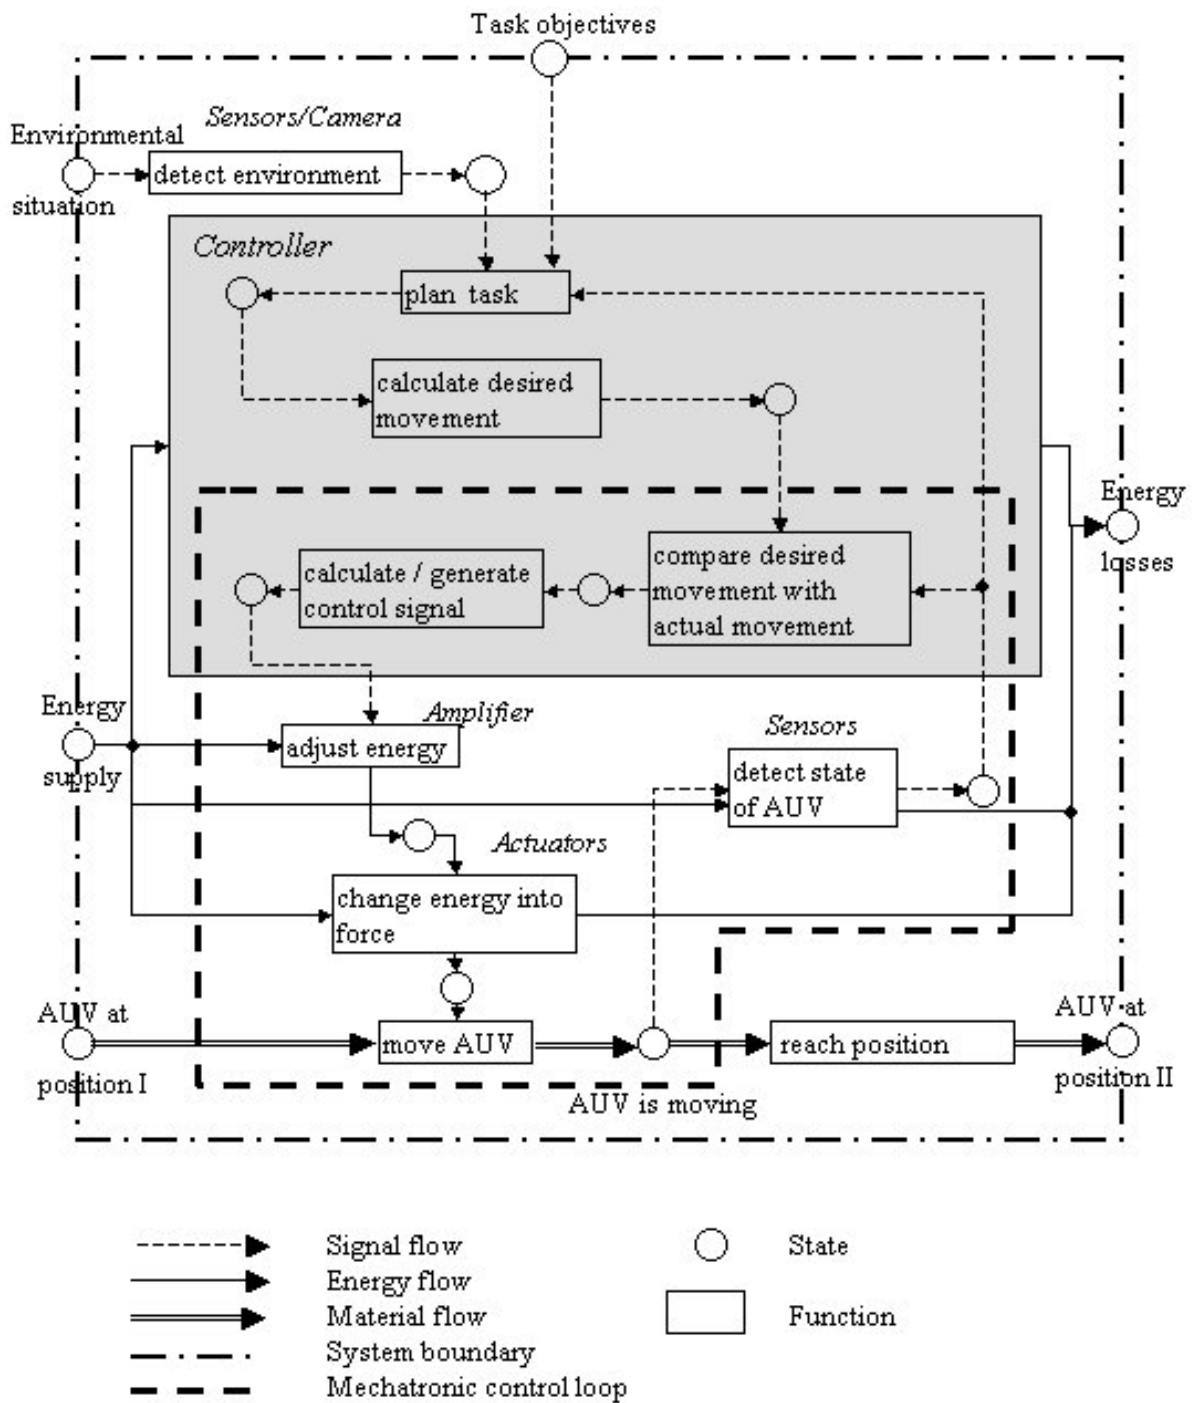 Task objectives
Sensors/Camera
Environmental
situation
detect environment
Controller
plan task
calculate desired
movement
Energy
losses
compare desired
movement with
actual movement
calculate / generate
control signal
Energy
supply
Amplifier
adjust energy
Sensors
detect state
of AUV
Actuators
change energy into
force
AUV at
position I
move AUV
reach position
AUV at
position II
AUV is moving
Signal flow
State
Energy flow
Material flow
Function
System boundary
Mechatronic control loop